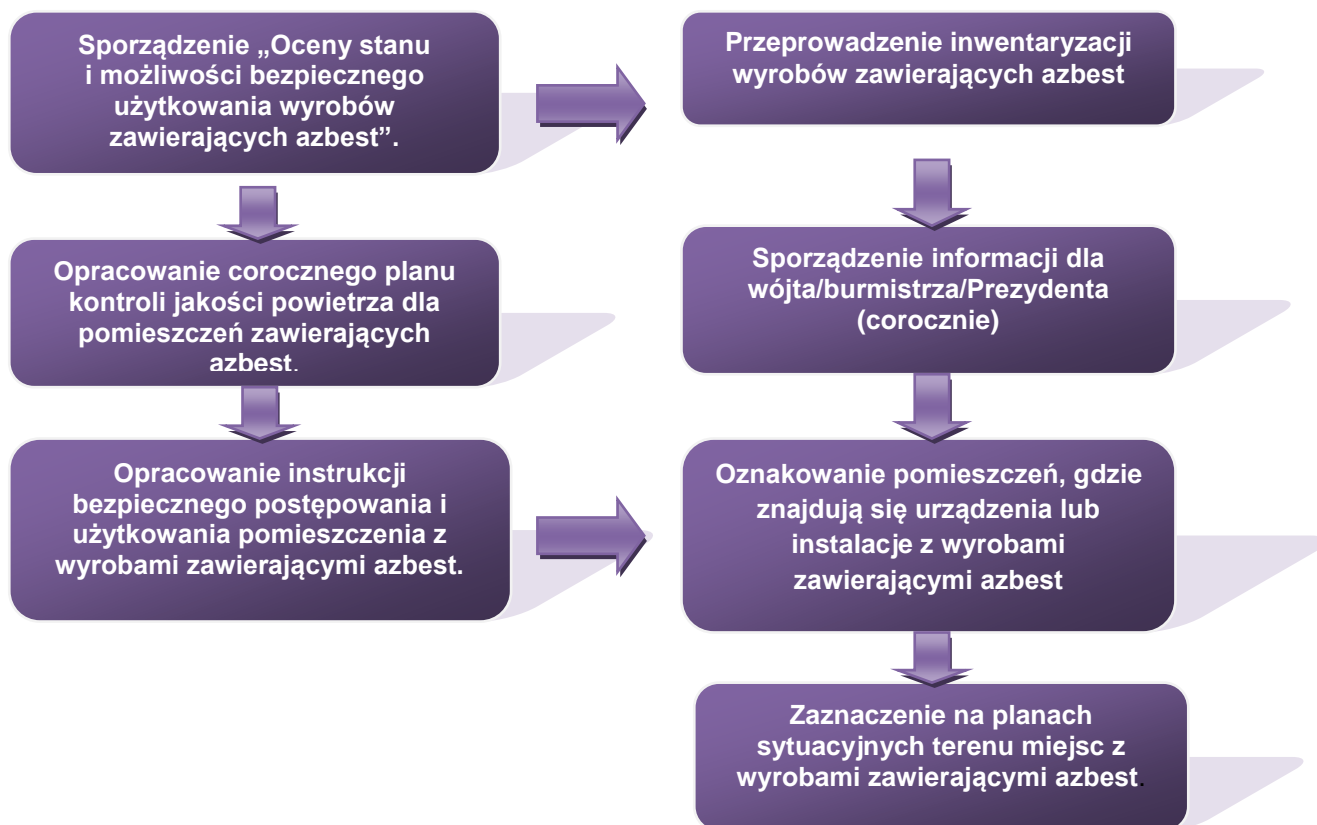 Sporządzenie „Oceny stanu
i możliwości bezpiecznego
użytkowania wyrobów
zawierających azbest”.
Przeprowadzenie inwentaryzacji
wyrobów zawierających azbest
Opracowanie corocznego planu
kontroli jakości powietrza dla
pomieszczeń zawierających
azbest.
Sporządzenie informacji dla
wójta/burmistrza/Prezydenta
(corocznie)
Opracowanie instrukcji
bezpiecznego postępowania i
użytkowania pomieszczenia z
wyrobami zawierającymi azbest.
Oznakowanie pomieszczeń, gdzie
znajdują się urządzenia lub
instalacje z wyrobami
zawierającymi azbest
Zaznaczenie na planach
sytuacyjnych terenu miejsc z
wyrobami zawierającymi azbest.